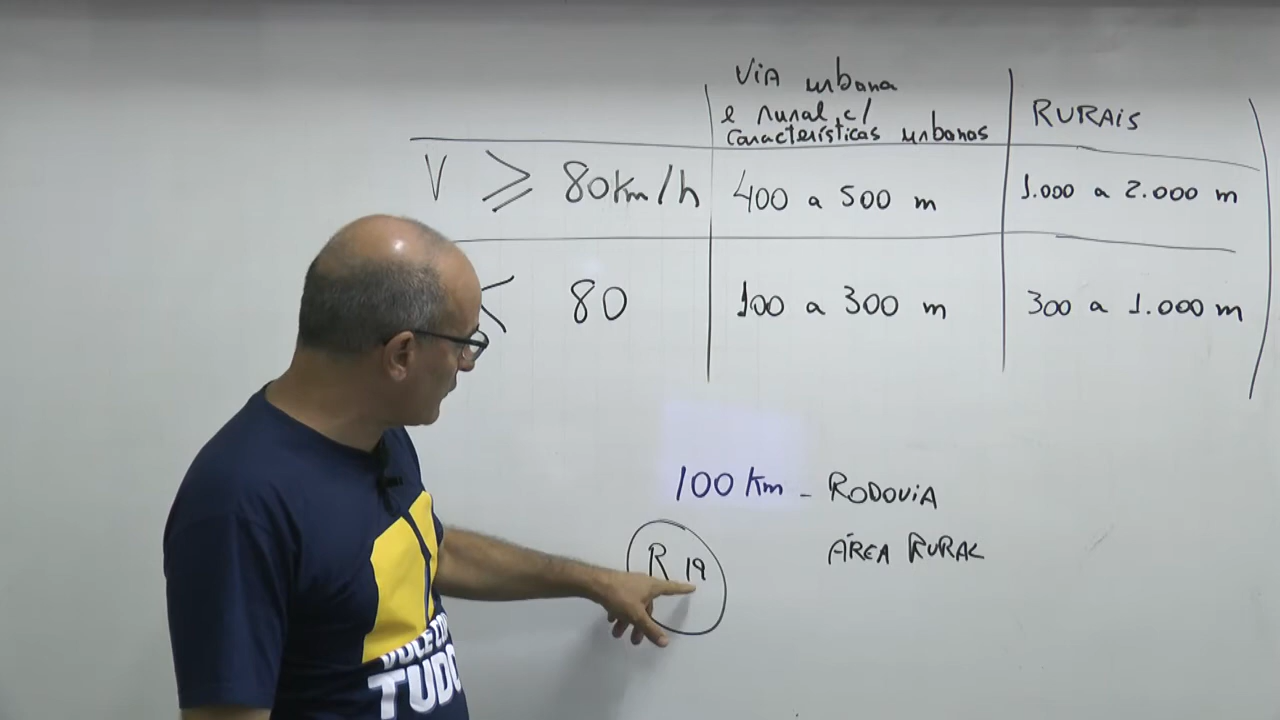 VIA urbana
e rural c/
características urbanas
RURAIS
V ≥ 80km/h
400 a 500 m
1.000 a 2.000 m
< 80
100 a 300 m
300 a 1.000 m
100 km - RODOVIA
ÁREA RURAL
R 19
TUDO